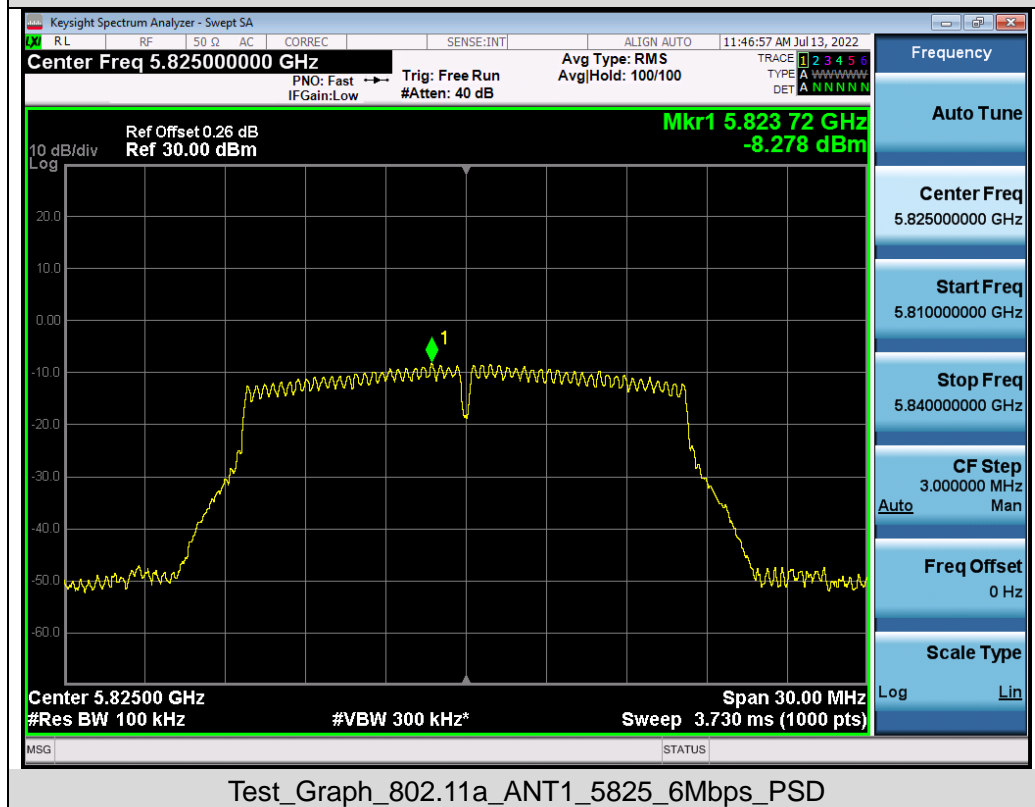 Keysight Spectrum Analyzer - Swept SA
LXI RL RF 50 Ω AC CORREC SENSE:INT ALIGN AUTO 11:46:57 AM Jul 13, 2022
Center Freq 5.825000000 GHz
PNO: Fast
IFGain:Low
Trig: Free Run
#Atten: 40 dB
Avg Type: RMS
Avg|Hold: 100/100
TRACE 1 2 3 4 5 6
TYPE A WWWWW
DET A N N N N N
Ref Offset 0.26 dB
10 dB/div Ref 30.00 dBm
Log
Mkr1 5.823 72 GHz
-8.278 dBm
20.0
10.0
0.00
-10.0
-20.0
-30.0
-40.0
-50.0
-60.0
1
Center 5.82500 GHz
Span 30.00 MHz
#Res BW 100 kHz
#VBW 300 kHz*
Sweep 3.730 ms (1000 pts)
MSG
STATUS
Frequency
Auto Tune
Center Freq
5.825000000 GHz
Start Freq
5.810000000 GHz
Stop Freq
5.840000000 GHz
CF Step
3.000000 MHz
Auto Man
Freq Offset
0 Hz
Scale Type
Log Lin
Test_Graph_802.11a_ANT1_5825_6Mbps_PSD